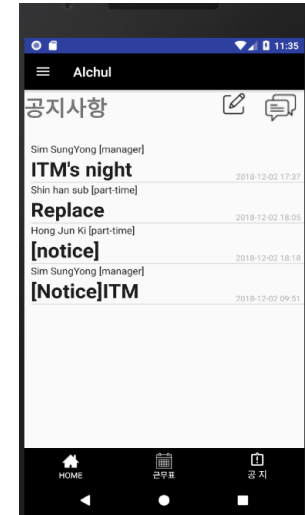 11:35
Alchul
공지사항
Sim SungYong [manager]
ITM's night
2018-12-02 17:37
Shin han sub [part-time]
Replace
2018-12-02 18:05
Hong Jun Ki [part-time]
[notice]
2018-12-02 18:18
Sim SungYong [manager]
[Notice]ITM
2018-12-02 09:51
HOME 근무표 공 지